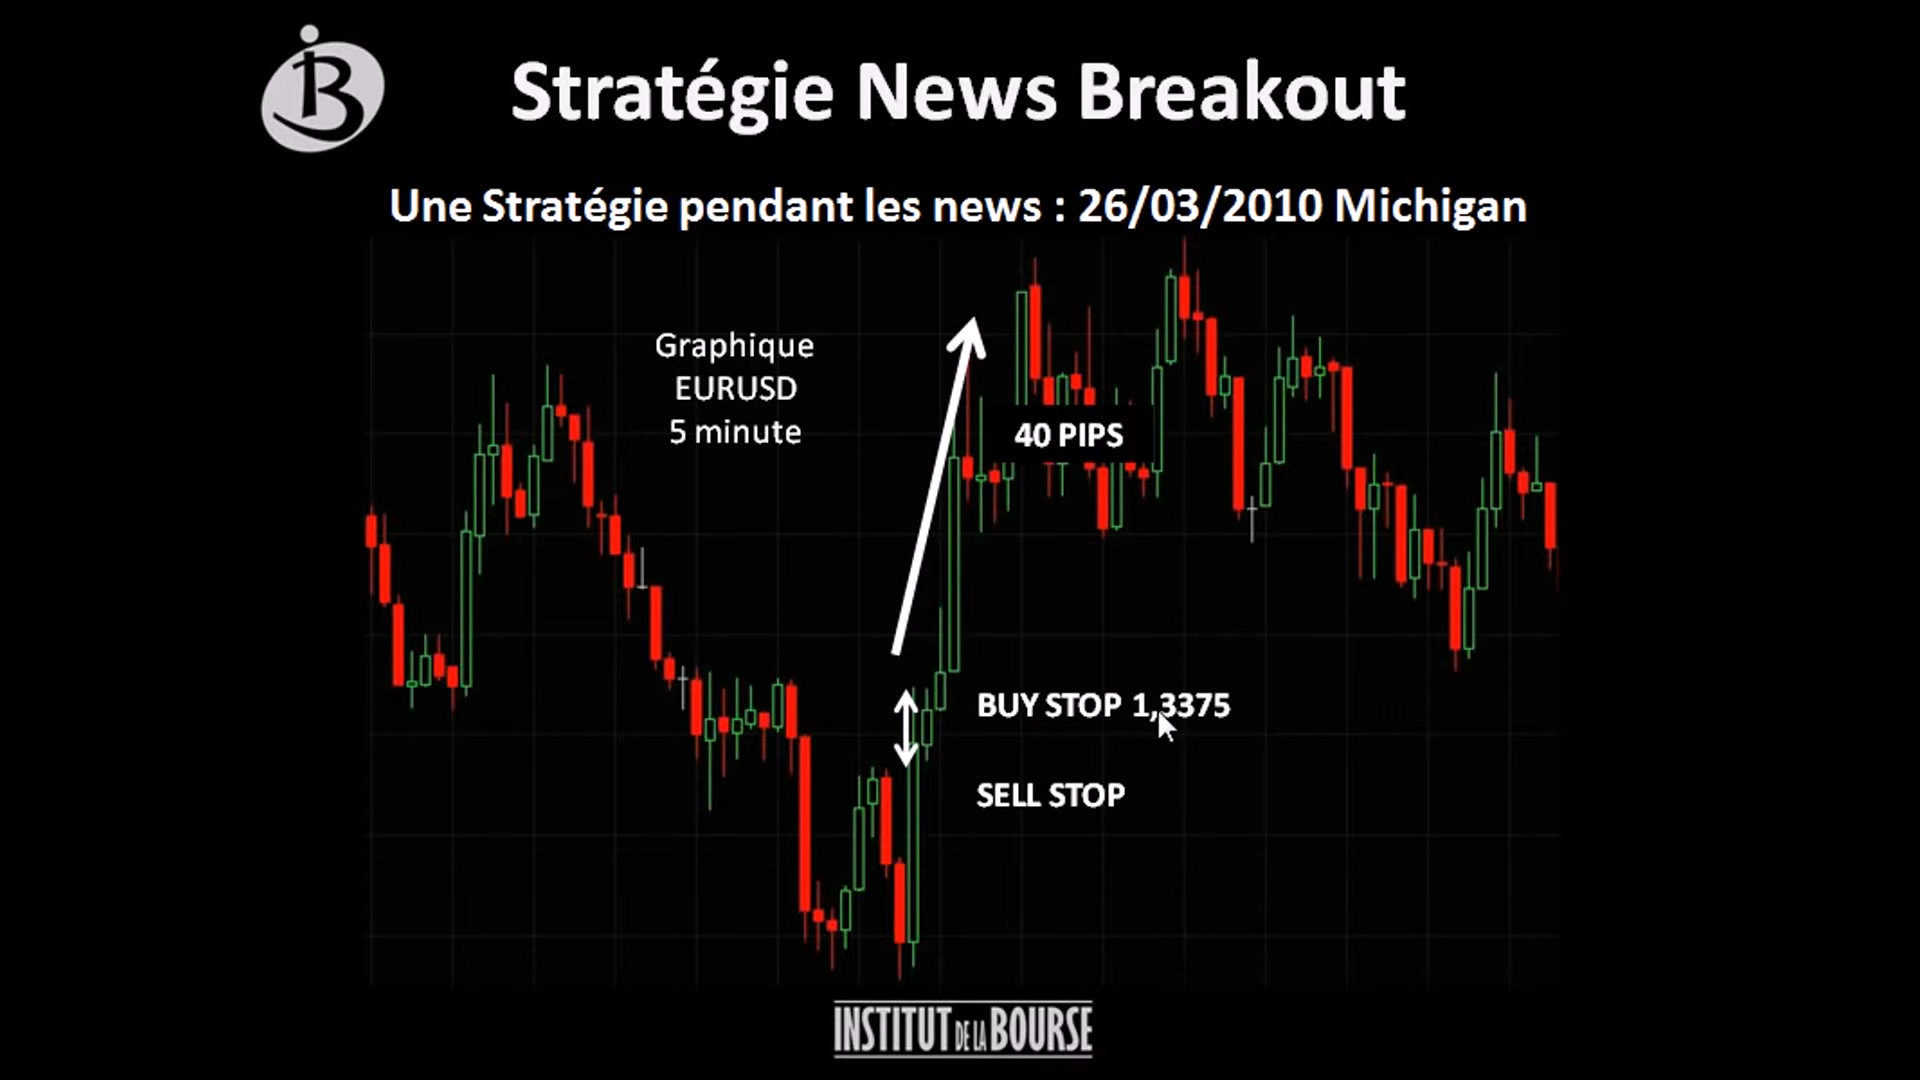 Stratégie News Breakout
Une Stratégie pendant les news : 26/03/2010 Michigan
Graphique
EURUSD
5 minute
40 PIPS
BUY STOP 1,3375
SELL STOP
INSTITUT DE LA BOURSE